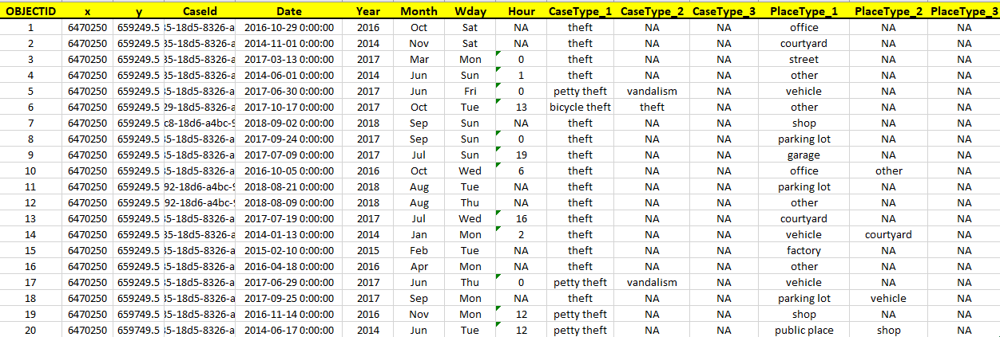 OBJECTID x y CaseId Date Year Month Wday Hour CaseType_1 CaseType_2 CaseType_3 PlaceType_1 PlaceType_2 PlaceType_3
1 6470250 659249.5 35-18d5-8326-a 2016-10-29 0:00:00 2016 Oct Sat NA theft NA NA office NA NA
2 6470250 659249.5 35-18d5-8326-a 2014-11-01 0:00:00 2014 Nov Sat NA theft NA NA courtyard NA NA
3 6470250 659249.5 35-18d5-8326-a 2017-03-13 0:00:00 2017 Mar Mon 0 theft NA NA street NA NA
4 6470250 659249.5 35-18d5-8326-a 2014-06-01 0:00:00 2014 Jun Sun 1 theft NA NA other NA NA
5 6470250 659249.5 35-18d5-8326-a 2017-06-30 0:00:00 2017 Jun Fri 0 petty theft vandalism NA vehicle NA NA
6 6470250 659249.5 29-18d5-8326-a 2017-10-17 0:00:00 2017 Oct Tue 13 bicycle theft theft NA other NA NA
7 6470250 659249.5 c8-18d6-a4bc-9 2018-09-02 0:00:00 2018 Sep Sun NA theft NA NA shop NA NA
8 6470250 659249.5 35-18d5-8326-a 2017-09-24 0:00:00 2017 Sep Sun 0 theft NA NA parking lot NA NA
9 6470250 659249.5 35-18d5-8326-a 2017-07-09 0:00:00 2017 Jul Sun 19 theft NA NA garage NA NA
10 6470250 659249.5 35-18d5-8326-a 2016-10-05 0:00:00 2016 Oct Wed 6 theft NA NA office other NA
11 6470250 659249.5 92-18d6-a4bc-9 2018-08-21 0:00:00 2018 Aug Tue NA theft NA NA parking lot NA NA
12 6470250 659249.5 92-18d6-a4bc- 2018-08-09 0:00:00 2018 Aug Thu NA theft NA NA other NA NA
13 6470250 659249.5 35-18d5-8326-a 2017-07-19 0:00:00 2017 Jul Wed 16 theft NA NA courtyard NA NA
14 6470250 659249.5 35-18d5-8326-a 2014-01-13 0:00:00 2014 Jan Mon 2 theft NA NA vehicle courtyard NA
15 6470250 659249.5 35-18d5-8326-a 2015-02-10 0:00:00 2015 Feb Tue NA theft NA NA factory NA NA
16 6470250 659249.5 35-18d5-8326-a 2016-04-18 0:00:00 2016 Apr Mon NA theft NA NA other NA NA
17 6470250 659249.5 35-18d5-8326-a 2017-06-29 0:00:00 2017 Jun Thu 0 petty theft vandalism NA vehicle NA NA
18 6470250 659249.5 35-18d5-8326-a 2017-09-25 0:00:00 2017 Sep Mon NA theft NA NA parking lot vehicle NA
19 6470250 659749.5 35-18d5-8326-a 2016-11-14 0:00:00 2016 Nov Mon 12 petty theft NA NA shop NA NA
20 6470250 659749.5 35-18d5-8326-a 2014-06-17 0:00:00 2014 Jun Tue 12 petty theft NA NA public place shop NA